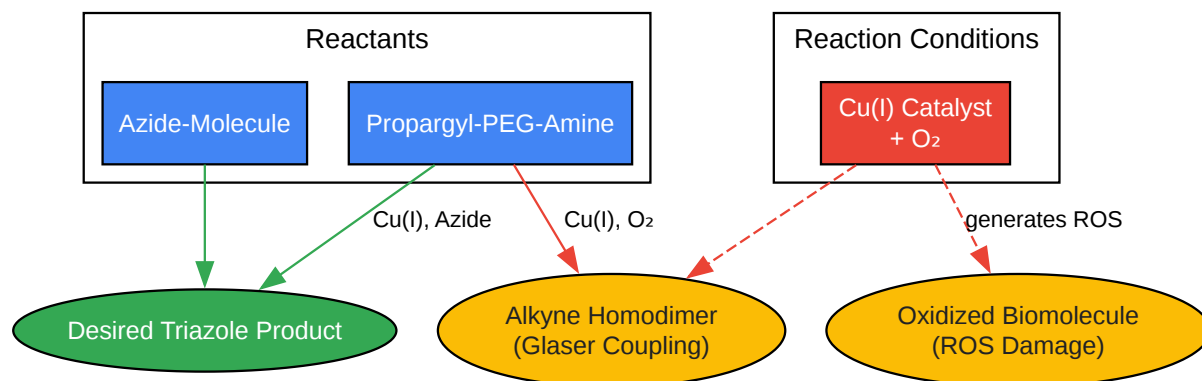 Reactants
Reaction Conditions
Azide-Molecule
Propargyl-PEG-Amine
Cu(I) Catalyst
+ O₂
Cu(I), Azide
Cu(I), O₂
generates ROS
Desired Triazole Product
Alkyne Homodimer
(Glaser Coupling)
Oxidized Biomolecule
(ROS Damage)